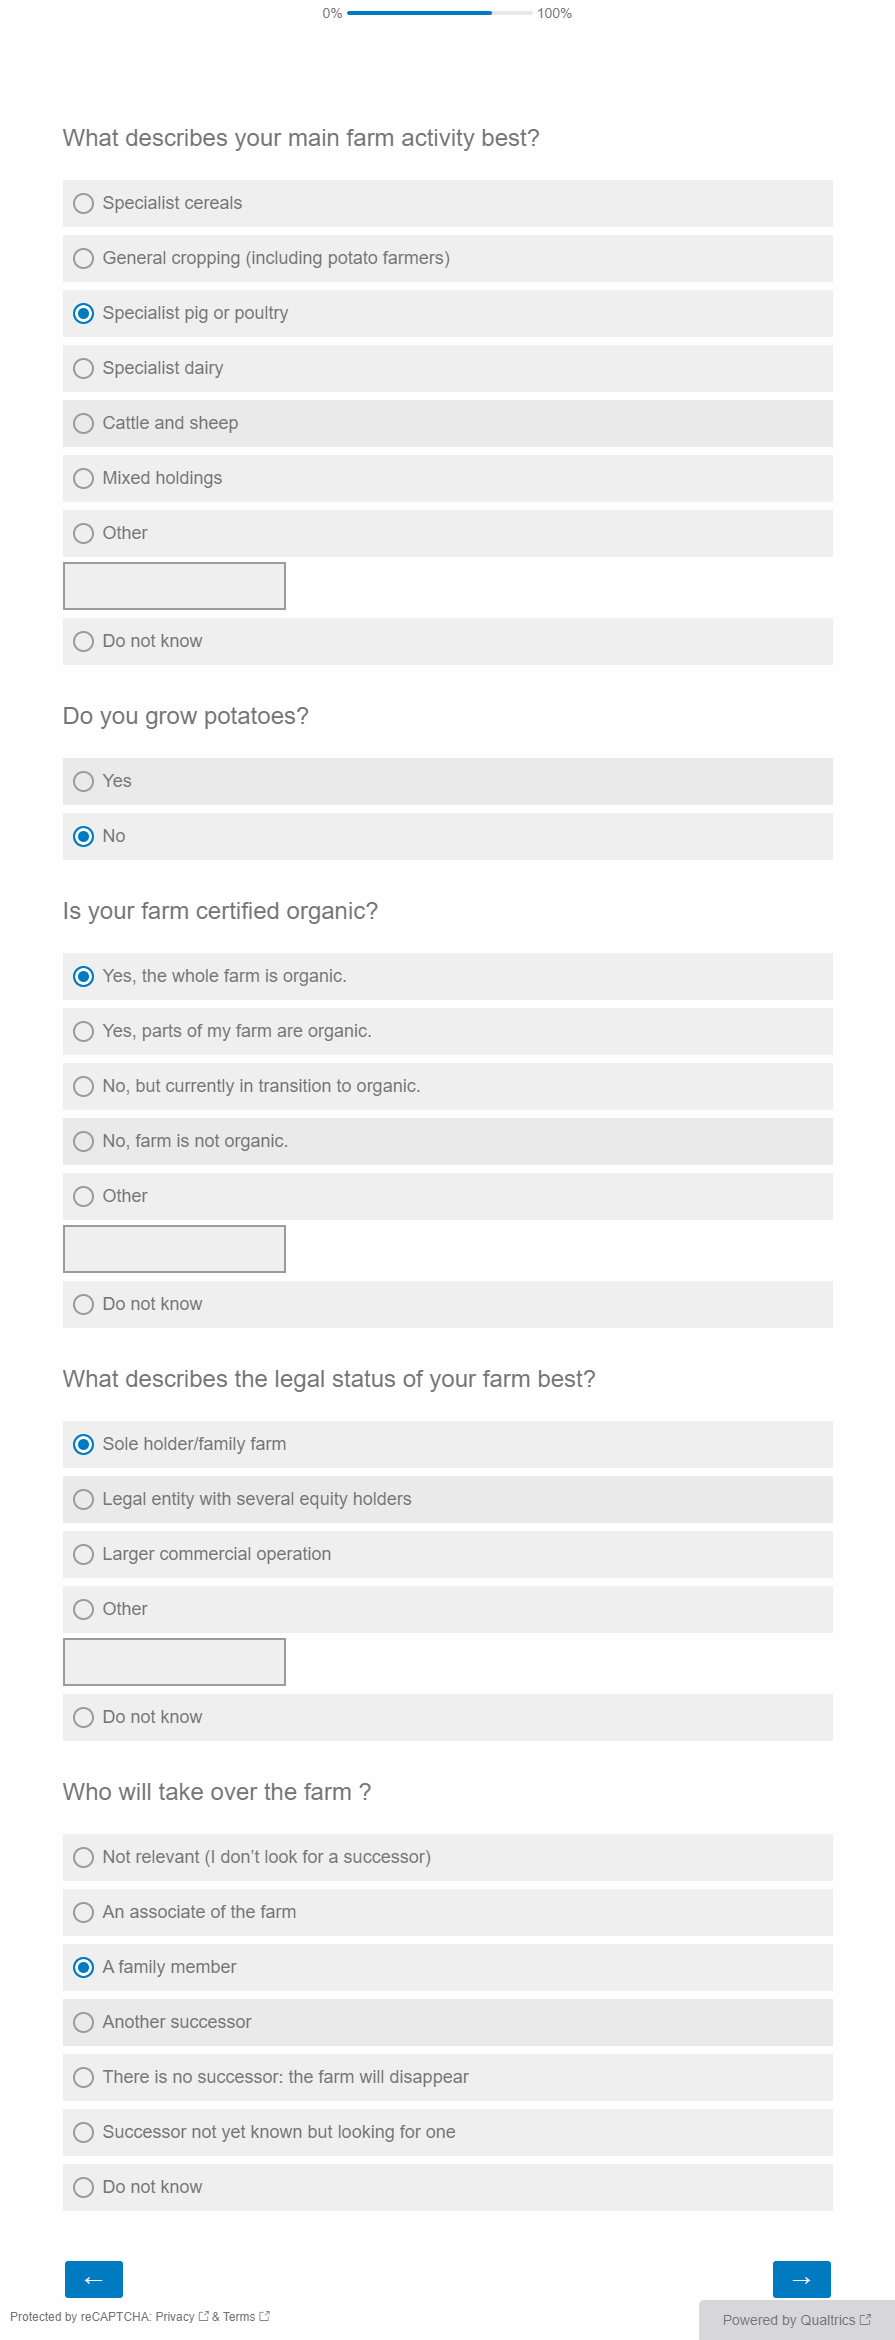 0% 100%
What describes your main farm activity best?
Specialist cereals
General cropping (including potato farmers)
Specialist pig or poultry
Specialist dairy
Cattle and sheep
Mixed holdings
Other
Do not know
Do you grow potatoes?
Yes
No
Is your farm certified organic?
Yes, the whole farm is organic.
Yes, parts of my farm are organic.
No, but currently in transition to organic.
No, farm is not organic.
Other
Do not know
What describes the legal status of your farm best?
Sole holder/family farm
Legal entity with several equity holders
Larger commercial operation
Other
Do not know
Who will take over the farm ?
Not relevant (I don’t look for a successor)
An associate of the farm
A family member
Another successor
There is no successor: the farm will disappear
Successor not yet known but looking for one
Do not know
← →
Protected by reCAPTCHA: Privacy & Terms
Powered by Qualtrics